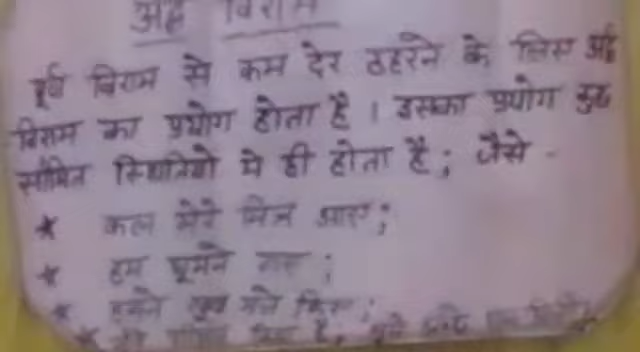 अर्द्ध विराम
पूर्ण विराम से कम देर ठहरने के लिए अर्द्ध
विराम का प्रयोग होता है । इसका प्रयोग कुछ
सीमित स्थितियों मे ही होता है ; जैसे -
* कल मेरे मित्र आए ;
* हम घूमने गए ;
* हमने खूब मजे किए ;
* है,